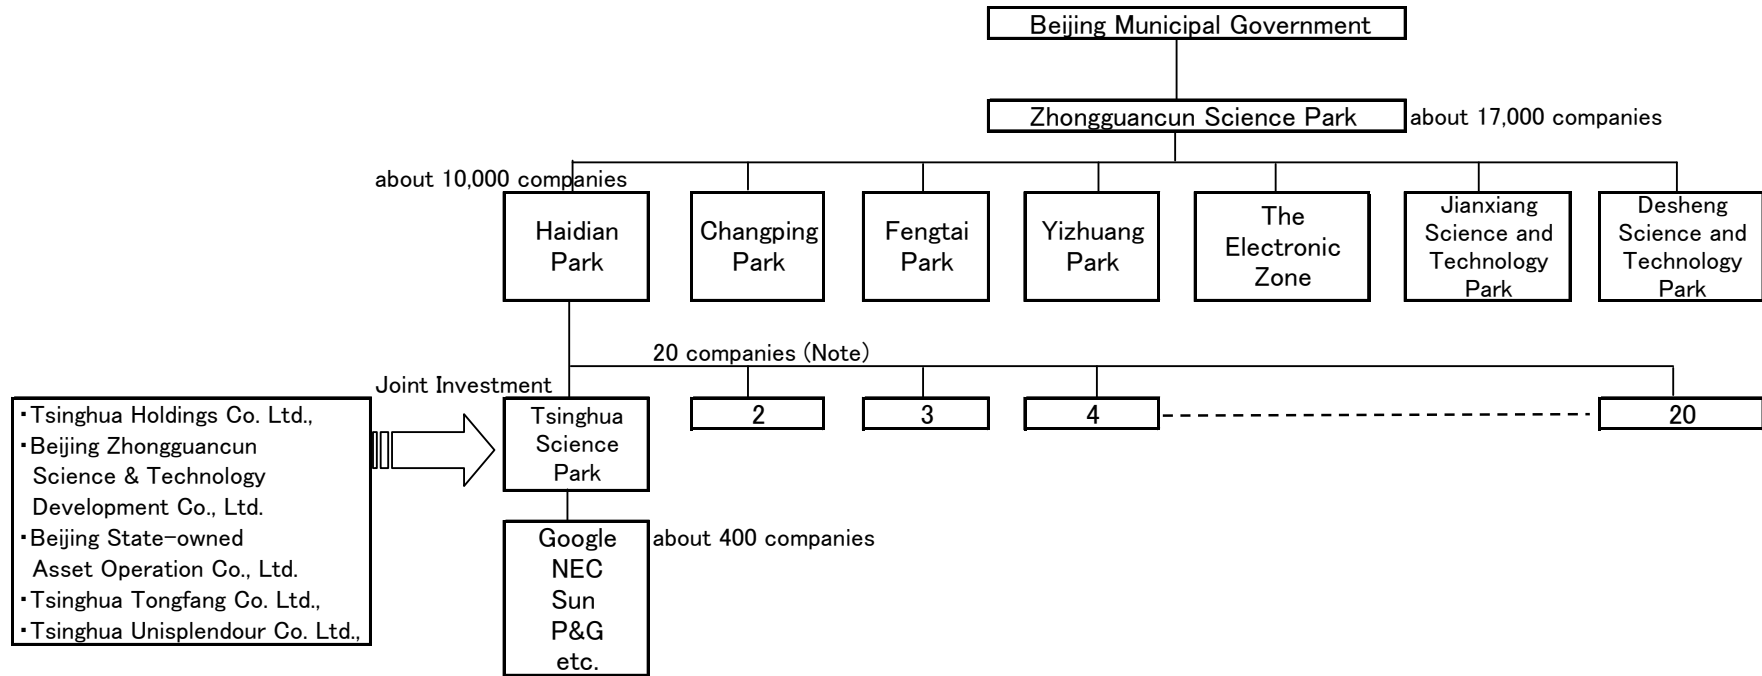 Beijing Municipal Government
Zhongguancun Science Park
about 17,000 companies
about 10,000 companies
Haidian
Park
Changping
Park
Fengtai
Park
Yizhuang
Park
The
Electronic
Zone
Jianxiang
Science and
Technology
Park
Desheng
Science and
Technology
Park
20 companies (Note)
Joint Investment
・Tsinghua Holdings Co. Ltd.,
・Beijing Zhongguancun
Science & Technology
Development Co., Ltd.
・Beijing State-owned
Asset Operation Co., Ltd.
・Tsinghua Tongfang Co. Ltd.,
・Tsinghua Unisplendour Co. Ltd.,
Tsinghua
Science
Park
2
3
4
20
Google
NEC
Sun
P&G
etc.
about 400 companies